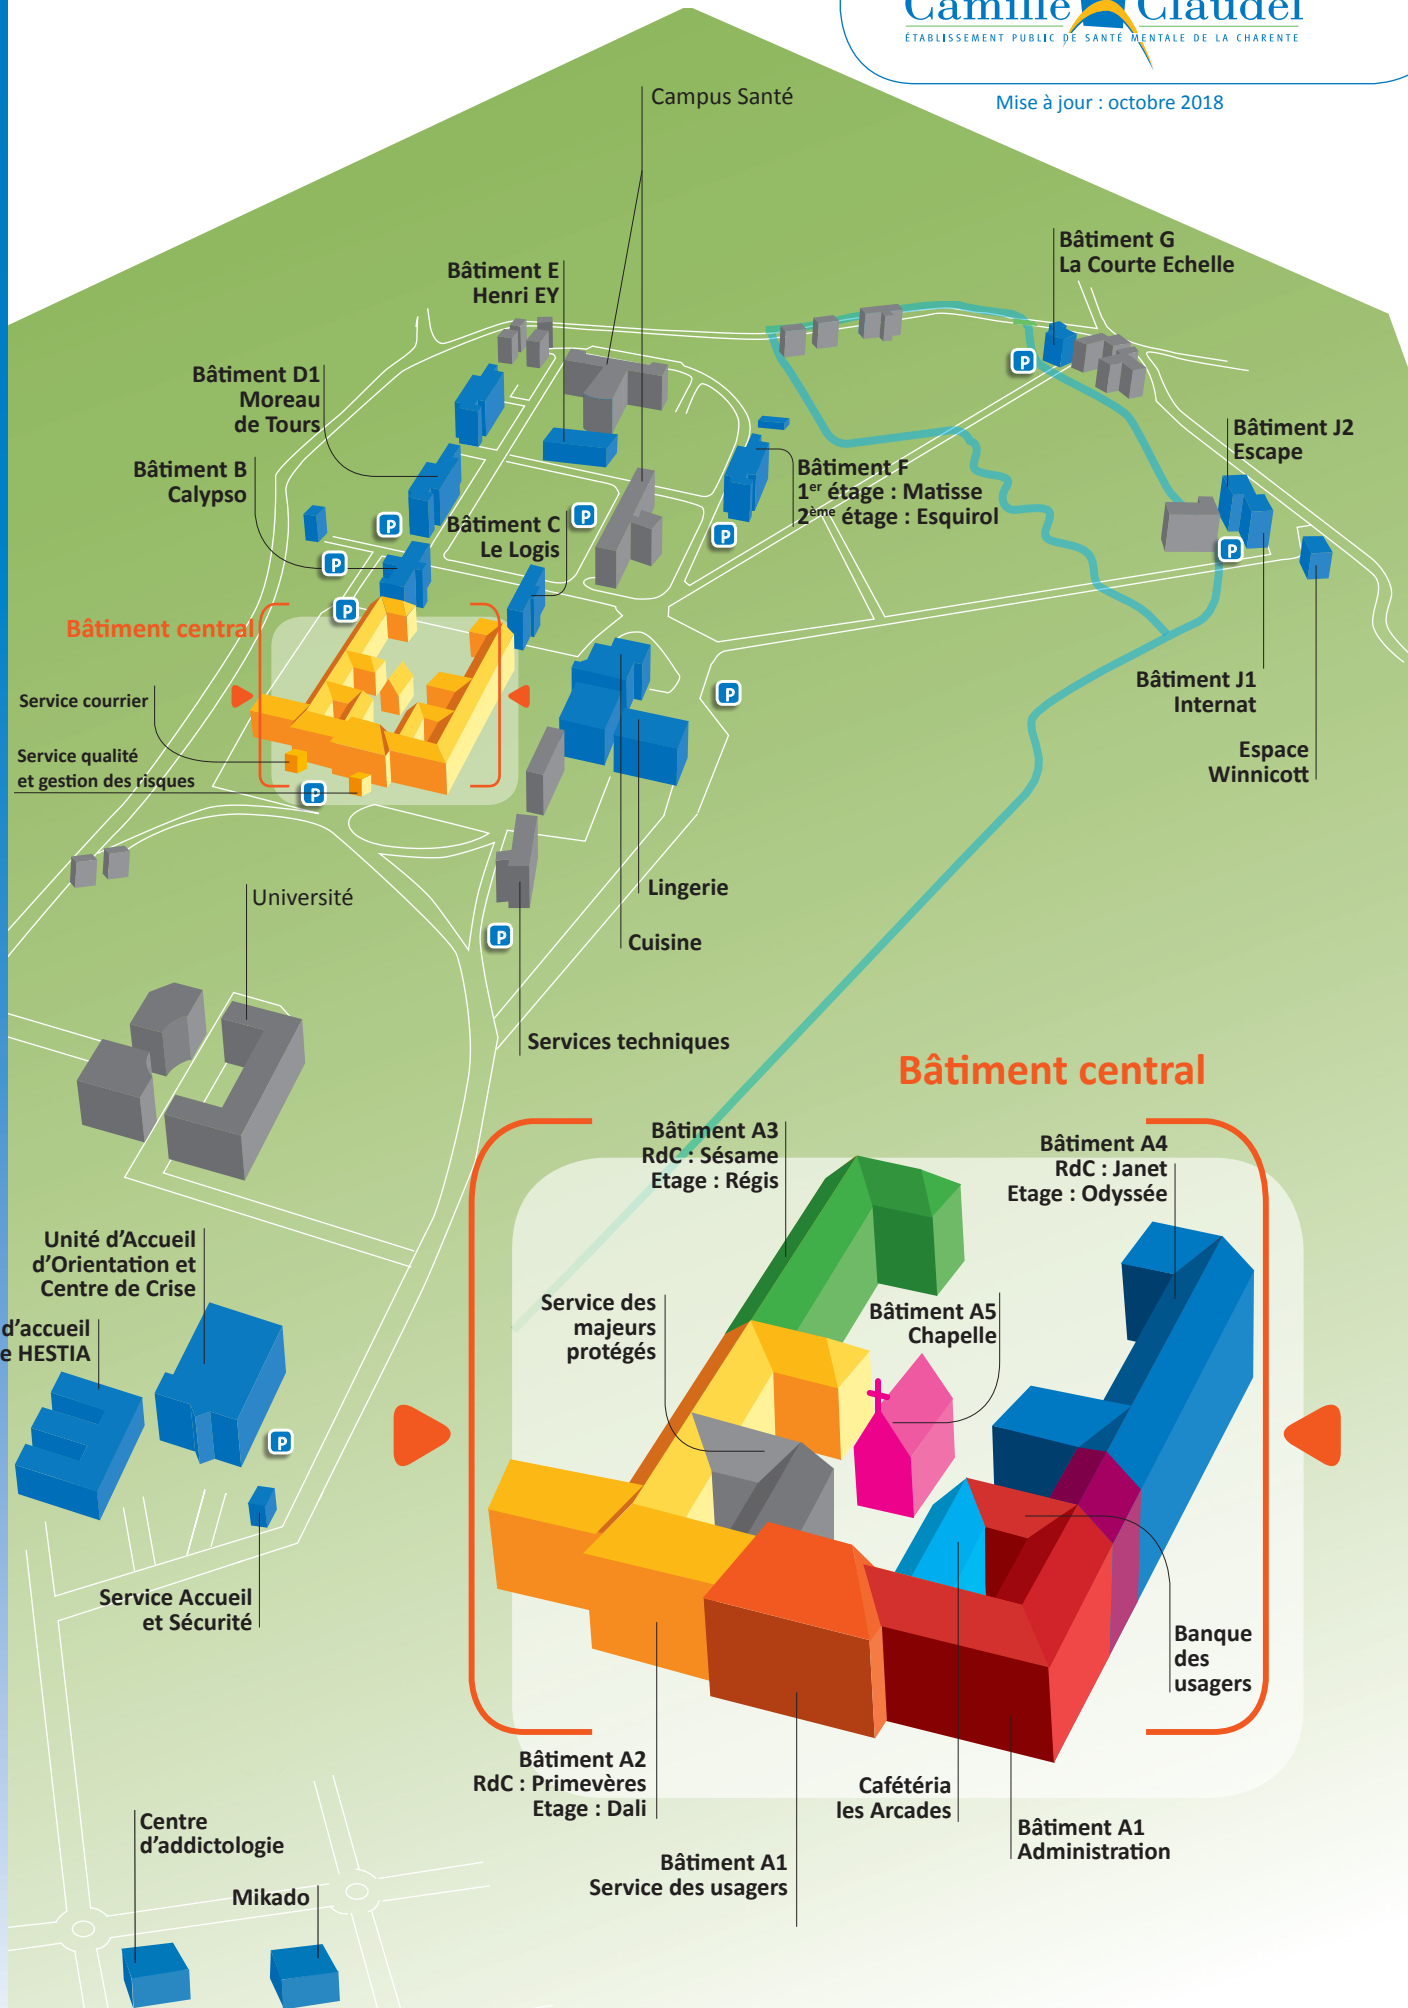 Camille Claudel
ÉTABLISSEMENT PUBLIC DE SANTÉ MENTALE DE LA CHARENTE
Mise à jour : octobre 2018
Campus Santé
Bâtiment G
La Courte Echelle
Bâtiment E
Henri EY
Bâtiment D1
Moreau
de Tours
Bâtiment J2
Escape
Bâtiment B
Calypso
Bâtiment F
1er étage : Matisse
2ème étage : Esquirol
Bâtiment C
Le Logis
P
P
P
P
P
P
P
P
P
P
Bâtiment central
Service courrier
Service qualité
et gestion des risques
Bâtiment J1
Internat
Espace
Winnicott
Lingerie
Université
Cuisine
Services techniques
Bâtiment central
Bâtiment A3
RdC : Sésame
Etage : Régis
Bâtiment A4
RdC : Janet
Etage : Odyssée
Unité d'Accueil
d'Orientation et
Centre de Crise
Service des
majeurs
protégés
Bâtiment A5
Chapelle
d'accueil
e HESTIA
P
Service Accueil
et Sécurité
Banque
des
usagers
Bâtiment A2
RdC : Primevères
Etage : Dali
Cafétéria
les Arcades
Bâtiment A1
Administration
Bâtiment A1
Service des usagers
Centre
d'addictologie
Mikado